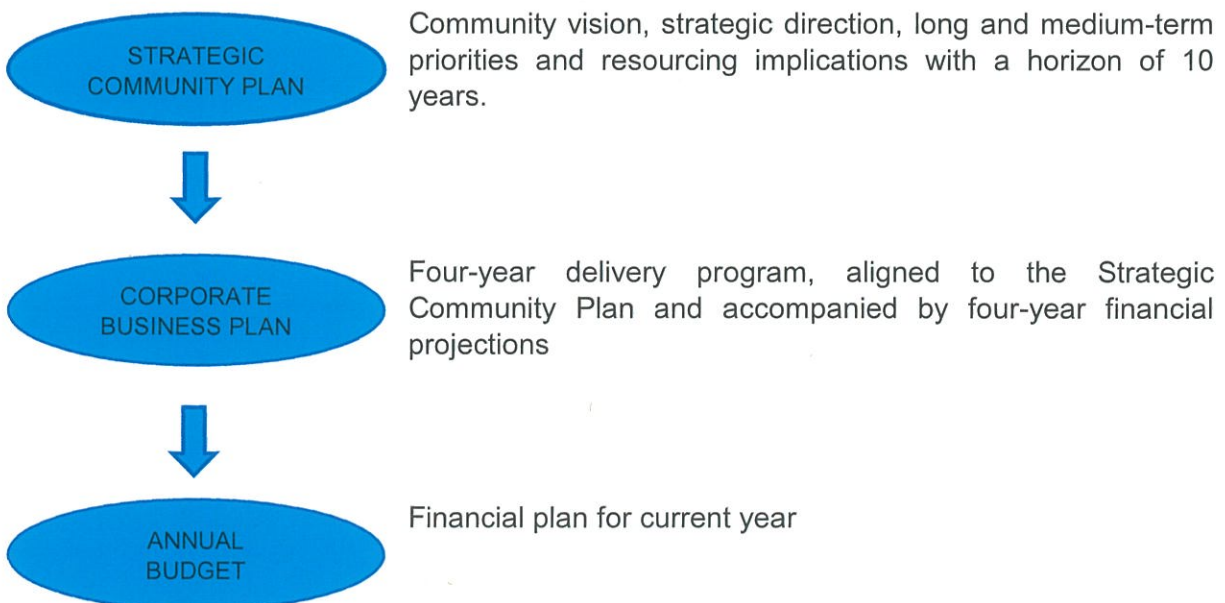 STRATEGIC
COMMUNITY PLAN
Community vision, strategic direction, long and medium-term
priorities and resourcing implications with a horizon of 10
years.
CORPORATE
BUSINESS PLAN
Four-year delivery program, aligned to the Strategic
Community Plan and accompanied by four-year financial
projections
ANNUAL
BUDGET
Financial plan for current year